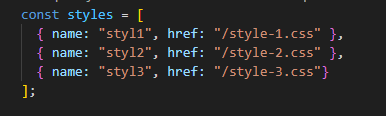 const styles = [
  { name: "styl1", href: "/style-1.css" },
  { name: "styl2", href: "/style-2.css" },
  { name: "styl3", href: "/style-3.css"}
];